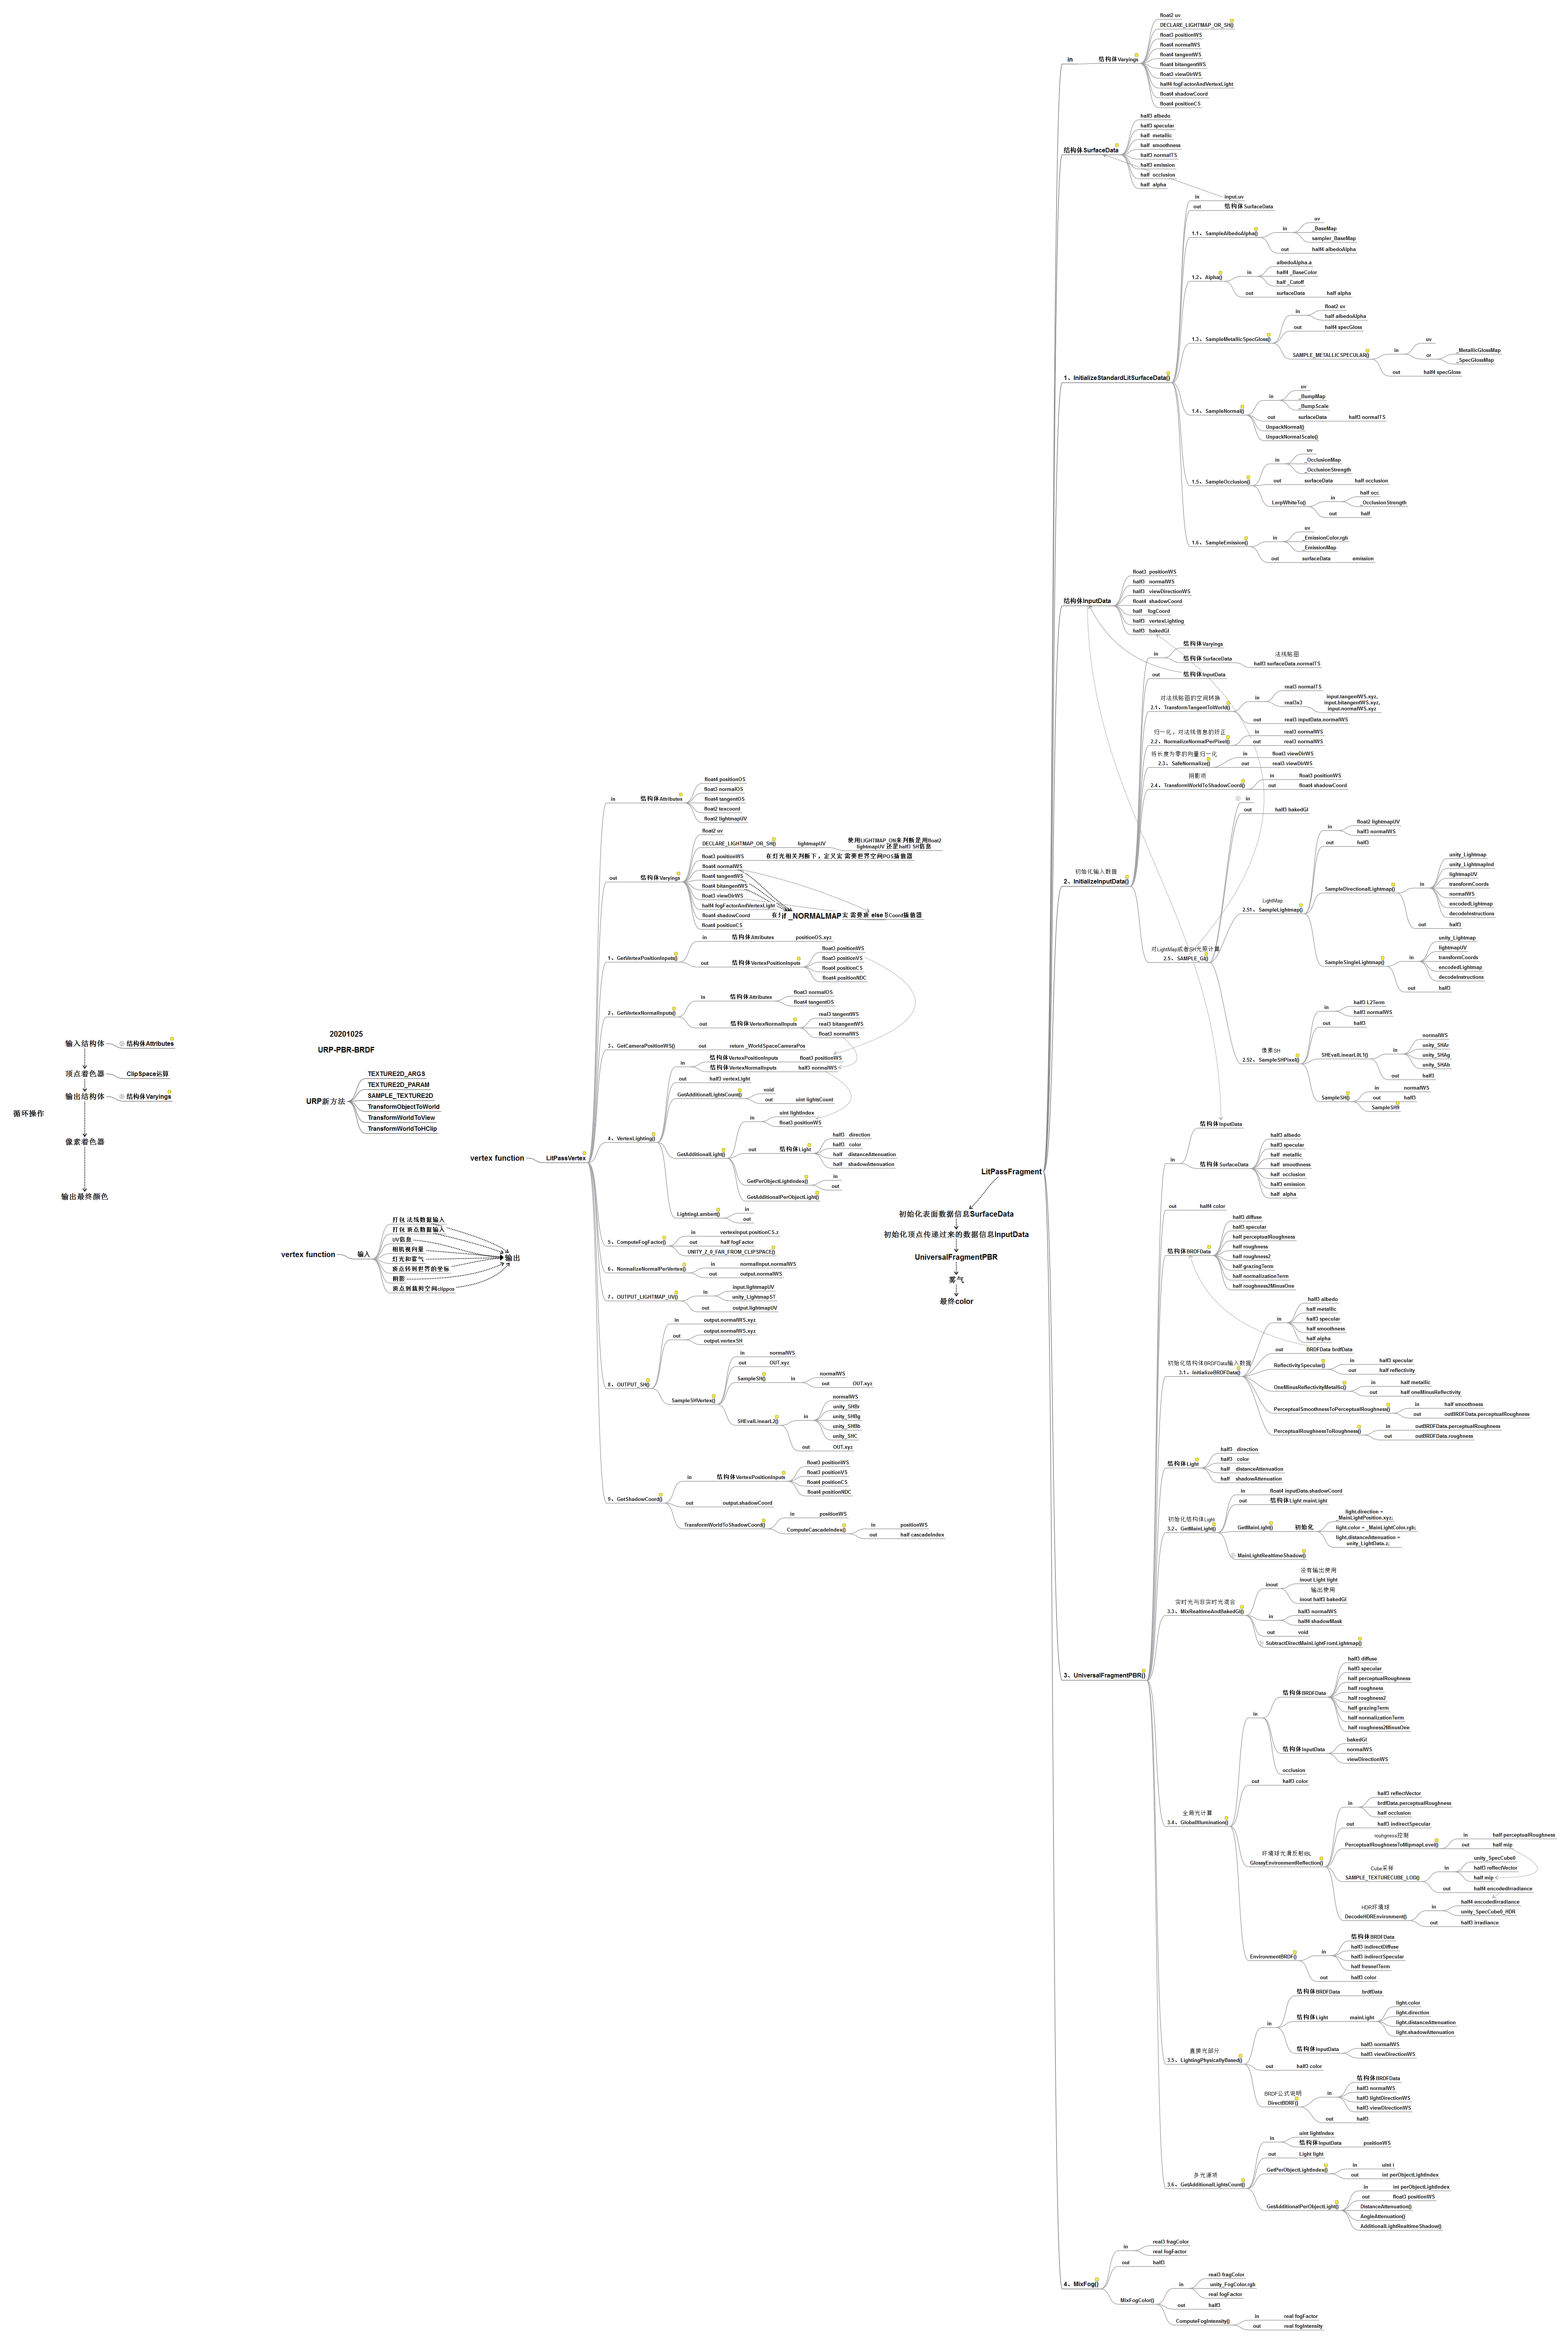 循环操作
输入结构体
结构体Attributes
顶点着色器
ClipSpace运算
输出结构体
结构体Varyings
像素着色器
输出最终颜色
20201025
URP-PBR-BRDF
URP新方法
TEXTURE2D_ARGS
TEXTURE2D_PARAM
SAMPLE_TEXTURE2D
TransformObjectToWorld
TransformWorldToView
TransformWorldToHClip
vertex function
输入
打包 法线数据输入
打包 顶点数据输入
UV信息
相机视向量
灯光和雾气
顶点转到世界的坐标
阴影
顶点到裁剪空间clippos
输出
vertex function
LitPassVertex
in
结构体Attributes
float4 positionOS
float3 normalOS
float4 tangentOS
float2 texcoord
float2 lightmapUV
out
结构体Varyings
float2 uv
DECLARE_LIGHTMAP_OR_SH()
lightmapUV
使用LIGHTMAP_ON来判断是用float2
lightmapUV 还是half3 SH信息
float3 positionWS
在灯光相关判断下，定义宏 需要世界空间POS插值器
float4 normalWS
float4 tangentWS
float4 bitangentWS
float3 viewDirWS
half4 fogFactorAndVertexLight
float4 shadowCoord
if _NORMALMAP
else
float4 positionCS
1、GetVertexPositionInputs()
in
结构体Attributes
positionOS.xyz
out
结构体VertexPositionInputs
float3 positionWS
float3 positionVS
float4 positionCS
float4 positionNDC
2、GetVertexNormalInputs()
in
结构体Attributes
float3 normalOS
float4 tangentOS
out
结构体VertexNormalInputs
real3 tangentWS
real3 bitangentWS
float3 normalWS
3、GetCameraPositionWS()
out
return _WorldSpaceCameraPos
4、VertexLighting()
in
结构体VertexPositionInputs
float3 positionWS
结构体VertexNormalInputs
half3 normalWS
out
half3 vertexLight
GetAdditionalLightsCount()
void
out
uint lightsCount
GetAdditionalLight()
in
uint lightIndex
float3 positionWS
out
结构体Light
half3 direction
half3 color
half distanceAttenuation
half shadowAttenuation
GetPerObjectLightIndex()
in
out
GetAdditionalPerObjectLight()
LightingLambert()
in
out
5、ComputeFogFactor()
in
vertexInput.positionCS.z
out
half fogFactor
UNITY_Z_0_FAR_FROM_CLIPSPACE()
6、NormalizeNormalPerVertex()
in
normalInput.normalWS
out
output.normalWS
7、OUTPUT_LIGHTMAP_UV()
in
input.lightmapUV
unity_LightmapST
out
output.lightmapUV
8、OUTPUT_SH()
in
output.normalWS.xyz
out
output.normalWS.xyz
output.vertexSH
SampleSHVertex()
in
normalWS
out
OUT.xyz
SampleSH()
in
normalWS
out
OUT.xyz
SHEvalLinearL2()
in
normalWS
unity_SHBr
unity_SHBg
unity_SHBb
unity_SHC
out
OUT.xyz
9、GetShadowCoord()
in
结构体VertexPositionInputs
float3 positionWS
float3 positionVS
float4 positionCS
float4 positionNDC
out
output.shadowCoord
TransformWorldToShadowCoord()
in
positionWS
ComputeCascadeIndex()
in
positionWS
out
half cascadeIndex
LitPassFragment
初始化表面数据信息SurfaceData
初始化顶点传递过来的数据信息InputData
UniversalFragmentPBR
雾气
最终color
in
结构体Varyings
float2 uv
DECLARE_LIGHTMAP_OR_SH()
float3 positionWS
float4 normalWS
float4 tangentWS
float4 bitangentWS
float3 viewDirWS
half4 fogFactorAndVertexLight
float4 shadowCoord
float4 positionCS
结构体SurfaceData
half3 albedo
half3 specular
half metallic
half smoothness
half3 normalTS
half3 emission
half occlusion
half alpha
1、InitializeStandardLitSurfaceData()
in
input.uv
out
结构体SurfaceData
1.1、SampleAlbedoAlpha()
in
uv
_BaseMap
sampler_BaseMap
out
half4 albedoAlpha
1.2、Alpha()
in
albedoAlpha.a
half4 _BaseColor
half _Cutoff
out
surfaceData
half alpha
1.3、SampleMetallicSpecGloss()
in
float2 uv
half albedoAlpha
out
half4 specGloss
SAMPLE_METALLICSPECULAR()
in
uv
or
_MetallicGlossMap
_SpecGlossMap
out
half4 specGloss
1.4、SampleNormal()
in
uv
_BumpMap
_BumpScale
out
surfaceData
half3 normalTS
UnpackNormal()
UnpackNormalScale()
1.5、SampleOcclusion()
in
uv
_OcclusionMap
_OcclusionStrength
out
surfaceData
half occlusion
LerpWhiteTo()
in
half occ
_OcclusionStrength
out
half
1.6、SampleEmission()
in
uv
_EmissionColor.rgb
_EmissionMap
out
surfaceData
emission
结构体InputData
float3 positionWS
half3 normalWS
half3 viewDirectionWS
float4 shadowCoord
half fogCoord
half3 vertexLighting
half3 bakedGI
初始化输入数据
2、InitializeInputData()
in
结构体Varyings
结构体SurfaceData
法线贴图
half3 surfaceData.normalTS
out
结构体InputData
对法线贴图的空间转换
2.1、TransformTangentToWorld()
in
real3 normalTS
real3x3
input.tangentWS.xyz,
input.bitangentWS.xyz,
input.normalWS.xyz
out
real3 inputData.normalWS
归一化，对法线信息的矫正
2.2、NormalizeNormalPerPixel()
in
real3 normalWS
out
real3 normalWS
将长度为零的向量归一化
2.3、SafeNormalize()
in
float3 viewDirWS
out
real3 viewDirWS
阴影项
2.4、TransformWorldToShadowCoord()
in
float3 positionWS
out
float4 shadowCoord
对LightMap或者SH光照计算
2.5、SAMPLE_GI()
in
out
half3 bakedGI
LightMap
2.51、SampleLightmap()
in
float2 lightmapUV
half3 normalWS
out
half3
SampleDirectionalLightmap()
in
unity_Lightmap
unity_LightmapInd
lightmapUV
transformCoords
normalWS
encodedLightmap
decodeInstructions
out
half3
SampleSingleLightmap()
in
unity_Lightmap
lightmapUV
transformCoords
encodedLightmap
decodeInstructions
out
half3
像素SH
2.52、SampleSHPixel()
in
half3 L2Term
half3 normalWS
out
half3
SHEvalLinearL0L1()
in
normalWS
unity_SHAr
unity_SHAg
unity_SHAb
out
half3
SampleSH()
in
normalWS
out
half3
SampleSH9
3、UniversalFragmentPBR()
in
结构体InputData
结构体SurfaceData
half3 albedo
half3 specular
half metallic
half smoothness
half occlusion
half3 emission
half alpha
out
half4 color
结构体BRDFData
half3 diffuse
half3 specular
half perceptualRoughness
half roughness
half roughness2
half grazingTerm
half normalizationTerm
half roughness2MinusOne
初始化结构体BRDFData输入数据
3.1、InitializeBRDFData()
in
half3 albedo
half metallic
half3 specular
half smoothness
half alpha
out
BRDFData brdfData
ReflectivitySpecular()
in
half3 specular
out
half reflectivity
OneMinusReflectivityMetallic()
in
half metallic
out
half oneMinusReflectivity
PerceptualSmoothnessToPerceptualRoughness()
in
half smoothness
out
outBRDFData.perceptualRoughness
PerceptualRoughnessToRoughness()
in
outBRDFData.perceptualRoughness
out
outBRDFData.roughness
结构体Light
half3 direction
half3 color
half distanceAttenuation
half shadowAttenuation
初始化结构体Light
3.2、GetMainLight()
in
float4 inputData.shadowCoord
out
结构体Light mainLight
GetMainLight()
初始化
light.direction =
_MainLightPosition.xyz;
light.color = _MainLightColor.rgb;
light.distanceAttenuation =
unity_LightData.z;
MainLightRealtimeShadow()
实时光与非实时光混合
3.3、MixRealtimeAndBakedGI()
inout
没有输出使用
inout Light light
输出使用
inout half3 bakedGI
in
half3 normalWS
half4 shadowMask
out
void
SubtractDirectMainLightFromLightmap()
全局光计算
3.4、GlobalIllumination()
in
结构体BRDFData
half3 diffuse
half3 specular
half perceptualRoughness
half roughness
half roughness2
half grazingTerm
half normalizationTerm
half roughness2MinusOne
结构体InputData
bakedGI
normalWS
viewDirectionWS
occlusion
out
half3 color
环境球光滑反射IBL
GlossyEnvironmentReflection()
in
half3 reflectVector
brdfData.perceptualRoughness
half occlusion
out
half3 indirectSpecular
rouhgness控制
PerceptualRoughnessToMipmapLevel()
in
half perceptualRoughness
out
half mip
Cube采样
SAMPLE_TEXTURECUBE_LOD()
in
unity_SpecCube0
half3 reflectVector
half mip
out
half4 encodedIrradiance
HDR环境球
DecodeHDREnvironment()
in
half4 encodedIrradiance
unity_SpecCube0_HDR
out
half3 irradiance
EnvironmentBRDF()
in
结构体BRDFData
half3 indirectDiffuse
half3 indirectSpecular
half fresnelTerm
out
half3 color
直接光部分
3.5、LightingPhysicallyBased()
in
结构体BRDFData
brdfData
结构体Light
mainLight
light.color
light.direction
light.distanceAttenuation
light.shadowAttenuation
结构体InputData
half3 normalWS
half3 viewDirectionWS
out
half3 color
BRDF公式说明
DirectBDRF()
in
结构体BRDFData
half3 normalWS
half3 lightDirectionWS
half3 viewDirectionWS
out
half3
多光源项
3.6、GetAdditionalLightsCount()
in
uint lightIndex
结构体InputData
positionWS
out
Light light
GetPerObjectLightIndex()
in
uint i
out
int perObjectLightIndex
GetAdditionalPerObjectLight()
in
int perObjectLightIndex
out
float3 positionWS
DistanceAttenuation()
AngleAttenuation()
AdditionalLightRealtimeShadow()
4、MixFog()
in
real3 fragColor
real fogFactor
out
half3
MixFogColor()
in
real3 fragColor
unity_FogColor.rgb
real fogFactor
out
half3
ComputeFogIntensity()
in
real fogFactor
out
real fogIntensity